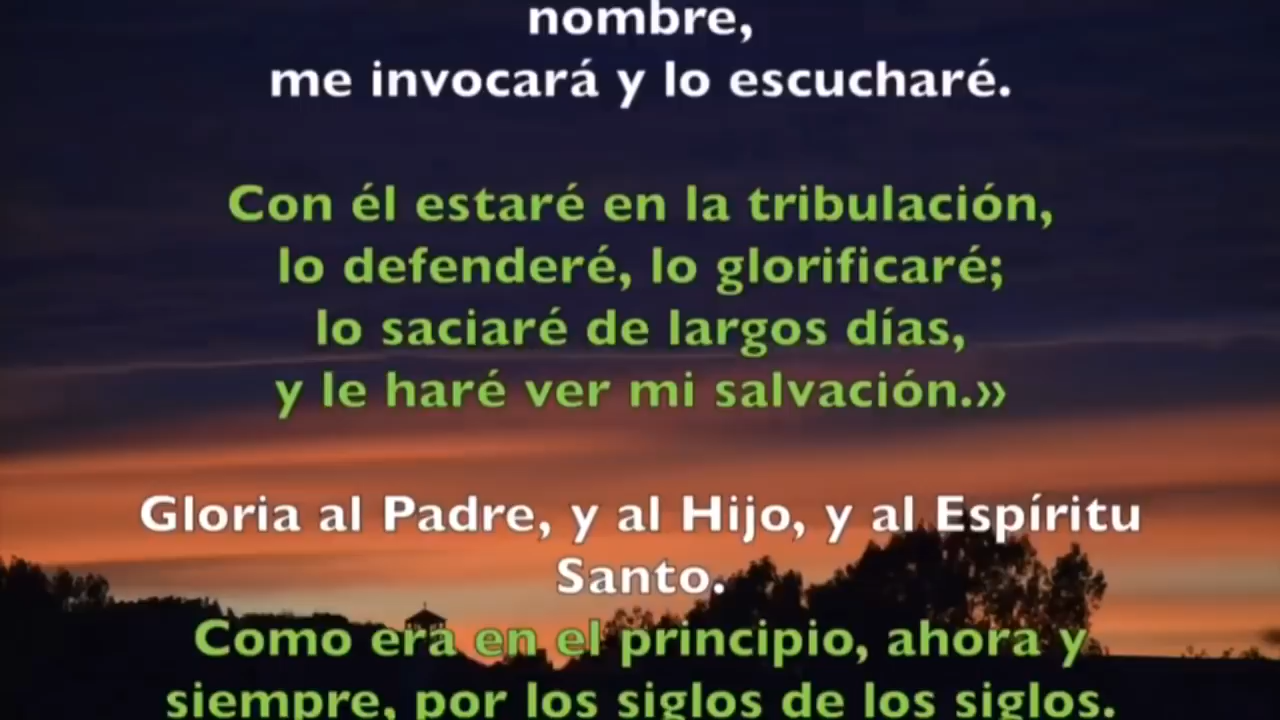 nombre,
me invocará y lo escucharé.
Con él estaré en la tribulación,
lo defenderé, lo glorificaré;
lo saciaré de largos días,
y le haré ver mi salvación.»
Gloria al Padre, y al Hijo, y al Espíritu
Santo.
Como era en el principio, ahora y
siempre, por los siglos de los siglos.